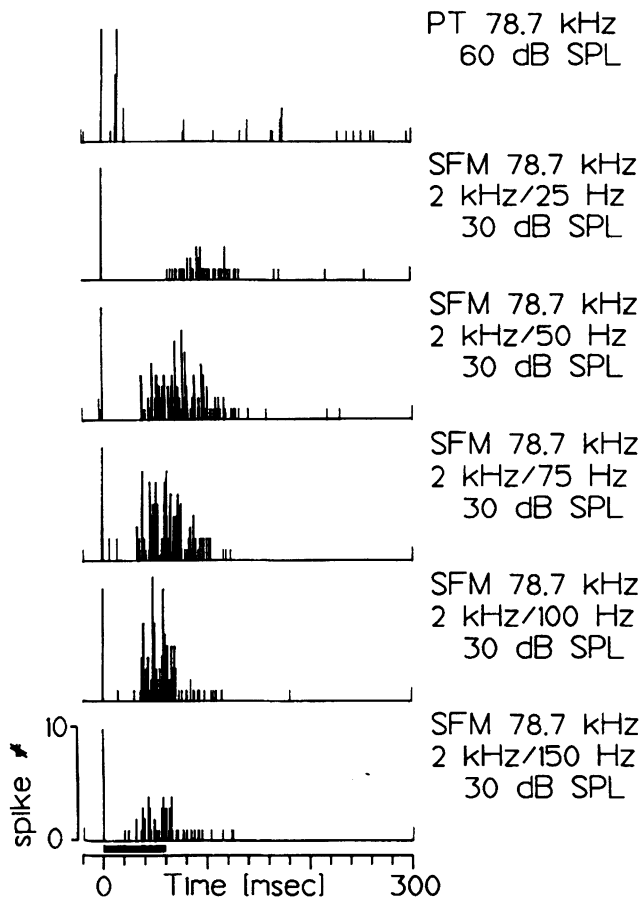 PT 78.7 kHz
60 dB SPL
SFM 78.7 kHz
2 kHz/25 Hz
30 dB SPL
SFM 78.7 kHz
2 kHz/50 Hz
30 dB SPL
SFM 78.7 kHz
2 kHz/75 Hz
30 dB SPL
SFM 78.7 kHz
2 kHz/100 Hz
30 dB SPL
SFM 78.7 kHz
2 kHz/150 Hz
30 dB SPL
10
spike #
0
0 Time [msec] 300